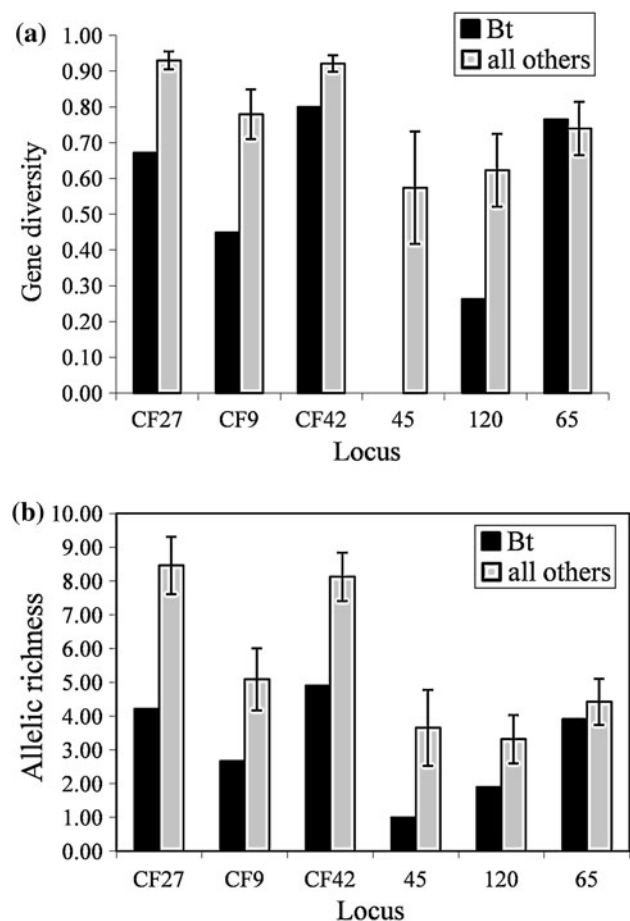 (a)
Gene diversity
1.00
0.90
0.80
0.70
0.60
0.50
0.40
0.30
0.20
0.10
0.00
Bt
all others
CF27 CF9 CF42 45 120 65
Locus
(b)
Allelic richness
10.00
9.00
8.00
7.00
6.00
5.00
4.00
3.00
2.00
1.00
0.00
Bt
all others
CF27 CF9 CF42 45 120 65
Locus